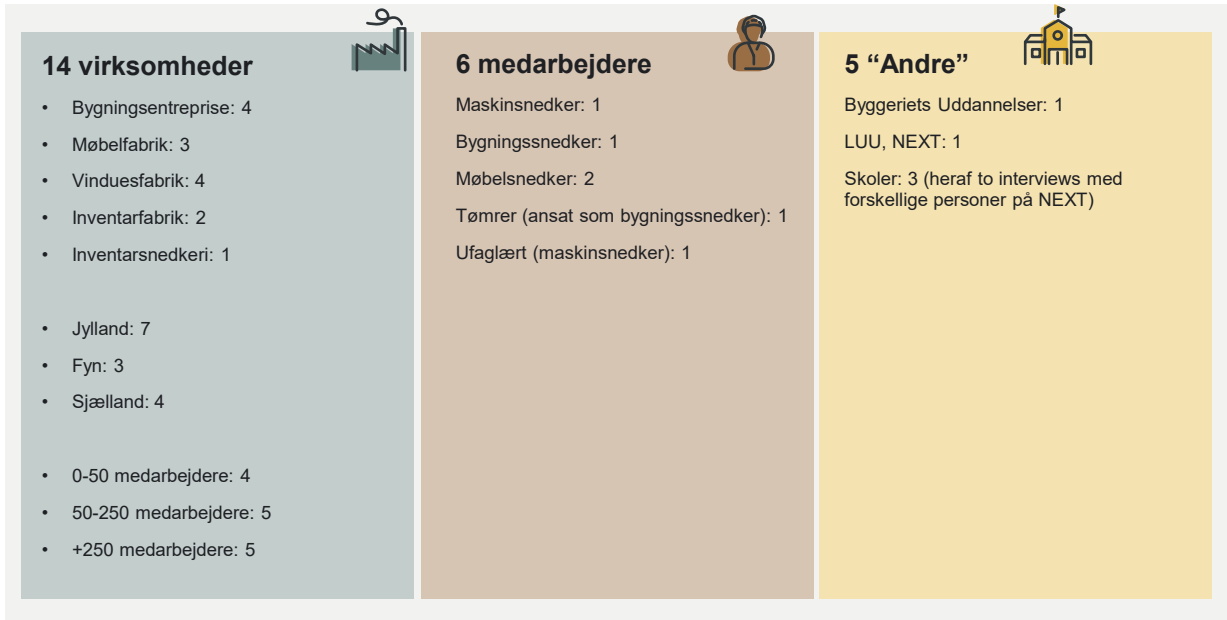 14 virksomheder
• Bygningsentreprise: 4
• Møbelfabrik: 3
• Vinduesfabrik: 4
• Inventarfabrik: 2
• Inventarsnedkeri: 1
• Jylland: 7
• Fyn: 3
• Sjælland: 4
• 0-50 medarbejdere: 4
• 50-250 medarbejdere: 5
• +250 medarbejdere: 5
6 medarbejdere
Maskinsnedker: 1
Bygningssnedker: 1
Møbelsnedker: 2
Tømrer (ansat som bygningssnedker): 1
Ufaglært (maskinsnedker): 1
5 “Andre”
Byggeriets Uddannelser: 1
LUU, NEXT: 1
Skoler: 3 (heraf to interviews med
forskellige personer på NEXT)